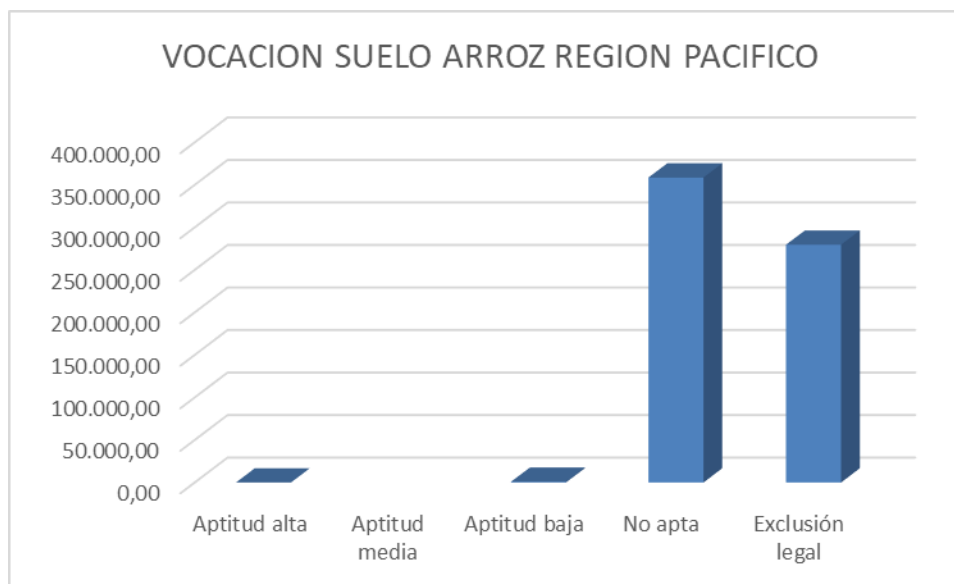 VOCACION SUELO ARROZ REGION PACIFICO
400.000,00
350.000,00
300.000,00
250.000,00
200.000,00
150.000,00
100.000,00
50.000,00
0,00
Aptitud alta
Aptitud
media
Aptitud baja
No apta
Exclusión
legal